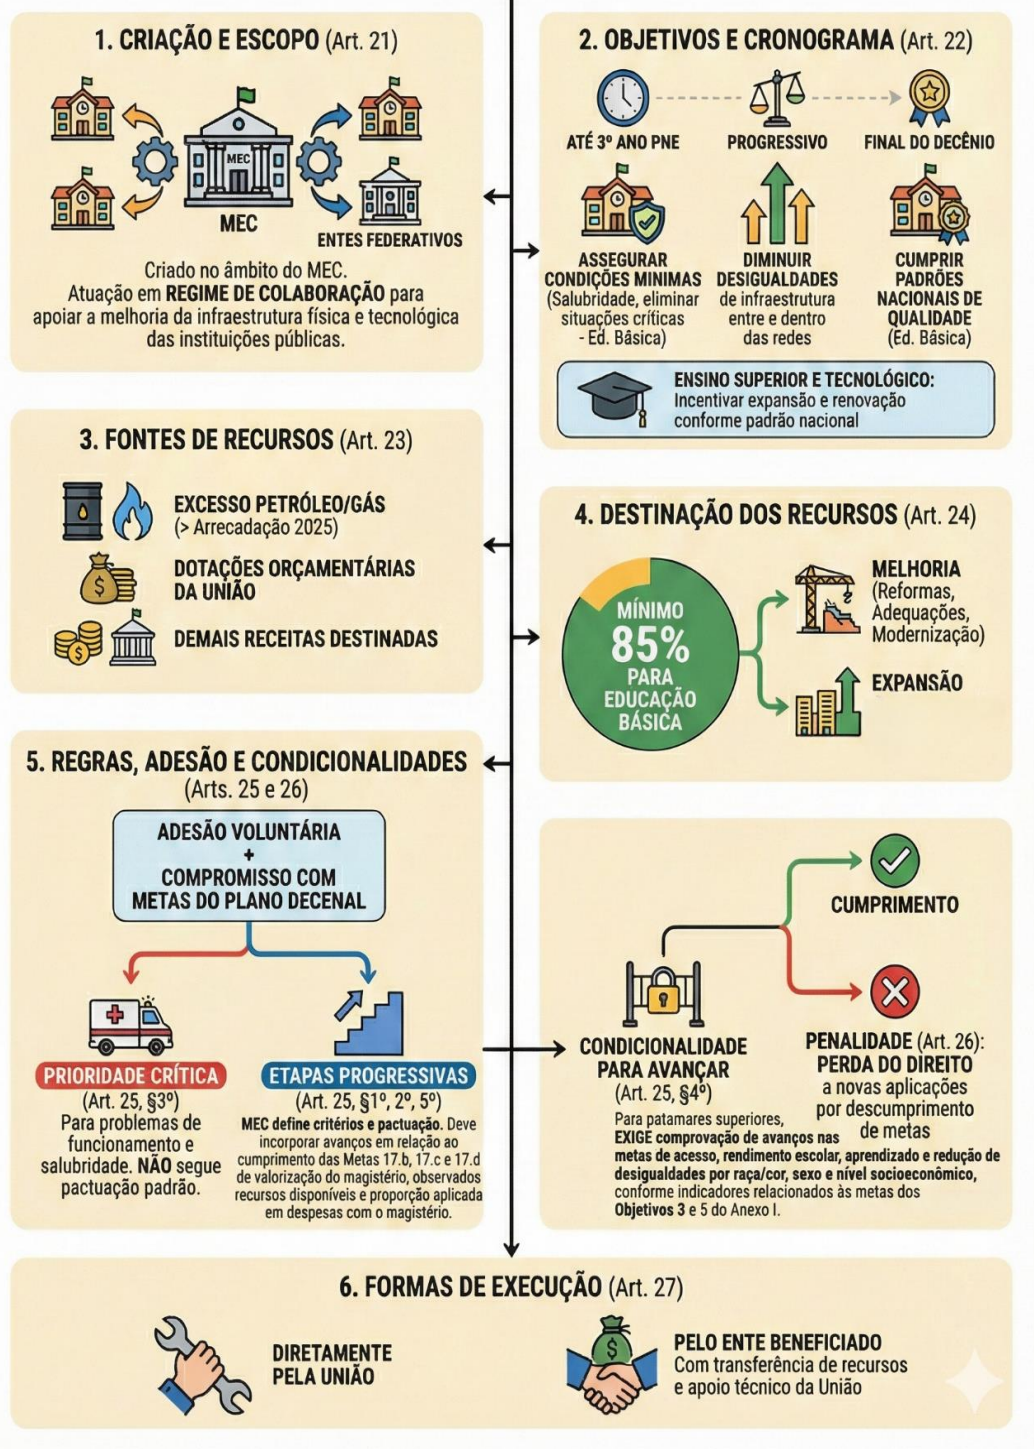 1. CRIAÇÃO E ESCOPO (Art. 21)
MEC
MEC
ENTES FEDERATIVOS
Criado no âmbito do MEC.
Atuação em REGIME DE COLABORAÇÃO para
apoiar a melhoria da infraestrutura física e tecnológica
das instituições públicas.
2. OBJETIVOS E CRONOGRAMA (Art. 22)
ATÉ 3º ANO PNE
PROGRESSIVO
FINAL DO DECÊNIO
ASSEGURAR
CONDIÇÕES MINIMAS
(Salubridade, eliminar
situações críticas
- Ed. Básica)
DIMINUIR
DESIGUALDADES
de infraestrutura
entre e dentro
das redes
CUMPRIR
PADRÕES
NACIONAIS DE
QUALIDADE
(Ed. Básica)
ENSINO SUPERIOR E TECNOLÓGICO:
Incentivar expansão e renovação
conforme padrão nacional
3. FONTES DE RECURSOS (Art. 23)
EXCESSO PETRÓLEO/GÁS
(> Arrecadação 2025)
$
DOTAÇÕES ORÇAMENTÁRIAS
DA UNIÃO
$
$
DEMAIS RECEITAS DESTINADAS
4. DESTINAÇÃO DOS RECURSOS (Art. 24)
MÍNIMO
85%
PARA
EDUCAÇÃO
BÁSICA
MELHORIA
(Reformas,
Adequações,
Modernização)
EXPANSÃO
5. REGRAS, ADESÃO E CONDICIONALIDADES
(Arts. 25 e 26)
ADESÃO VOLUNTÁRIA
+
COMPROMISSO COM
METAS DO PLANO DECENAL
PRIORIDADE CRÍTICA
(Art. 25, §3º)
Para problemas de
funcionamento e
salubridade. NÃO segue
pactuação padrão.
ETAPAS PROGRESSIVAS
(Art. 25, §1º, 2º, 5º)
MEC define critérios e pactuação. Deve
incorporar avanços em relação ao
cumprimento das Metas 17.b, 17.c e 17.d
de valorização do magistério, observados
recursos disponíveis e proporção aplicada
em despesas com o magistério.
CUMPRIMENTO
CONDICIONALIDADE
PARA AVANÇAR
(Art. 25, §4º)
Para patamares superiores,
EXIGE comprovação de avanços nas
metas de acesso, rendimento escolar, aprendizado e redução de
desigualdades por raça/cor, sexo e nível socioeconômico,
conforme indicadores relacionados às metas dos
Objetivos 3 e 5 do Anexo I.
PENALIDADE (Art. 26):
PERDA DO DIREITO
a novas aplicações
por descumprimento
de metas
6. FORMAS DE EXECUÇÃO (Art. 27)
DIRETAMENTE
PELA UNIÃO
$
PELO ENTE BENEFICIADO
Com transferência de recursos
e apoio técnico da União